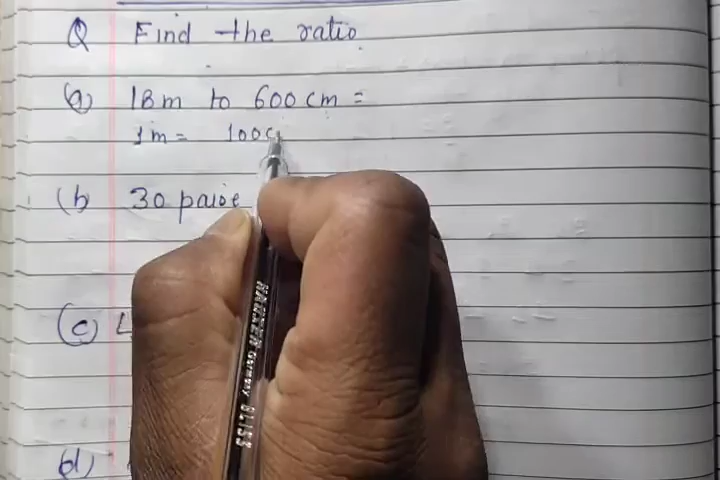 Q Find the ratio
(a) 18m to 600 cm =
1m = 100c
(b 30 paise
(c)
(d)